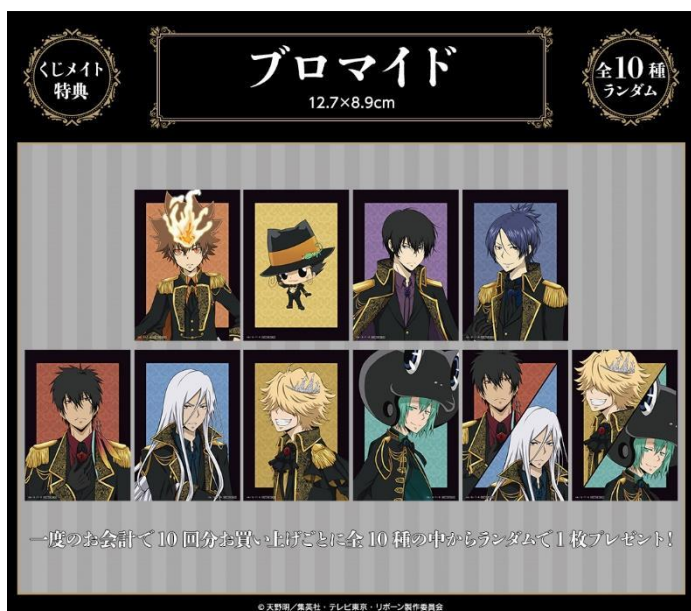 くじメイト
特典
ブロマイド
12.7×8.9cm
全10種
ランダム
一度のお会計で10回分お買い上げごとに全10種の中からランダムで1枚プレゼント!
©天野明/集英社・テレビ東京・リボーン製作委員会